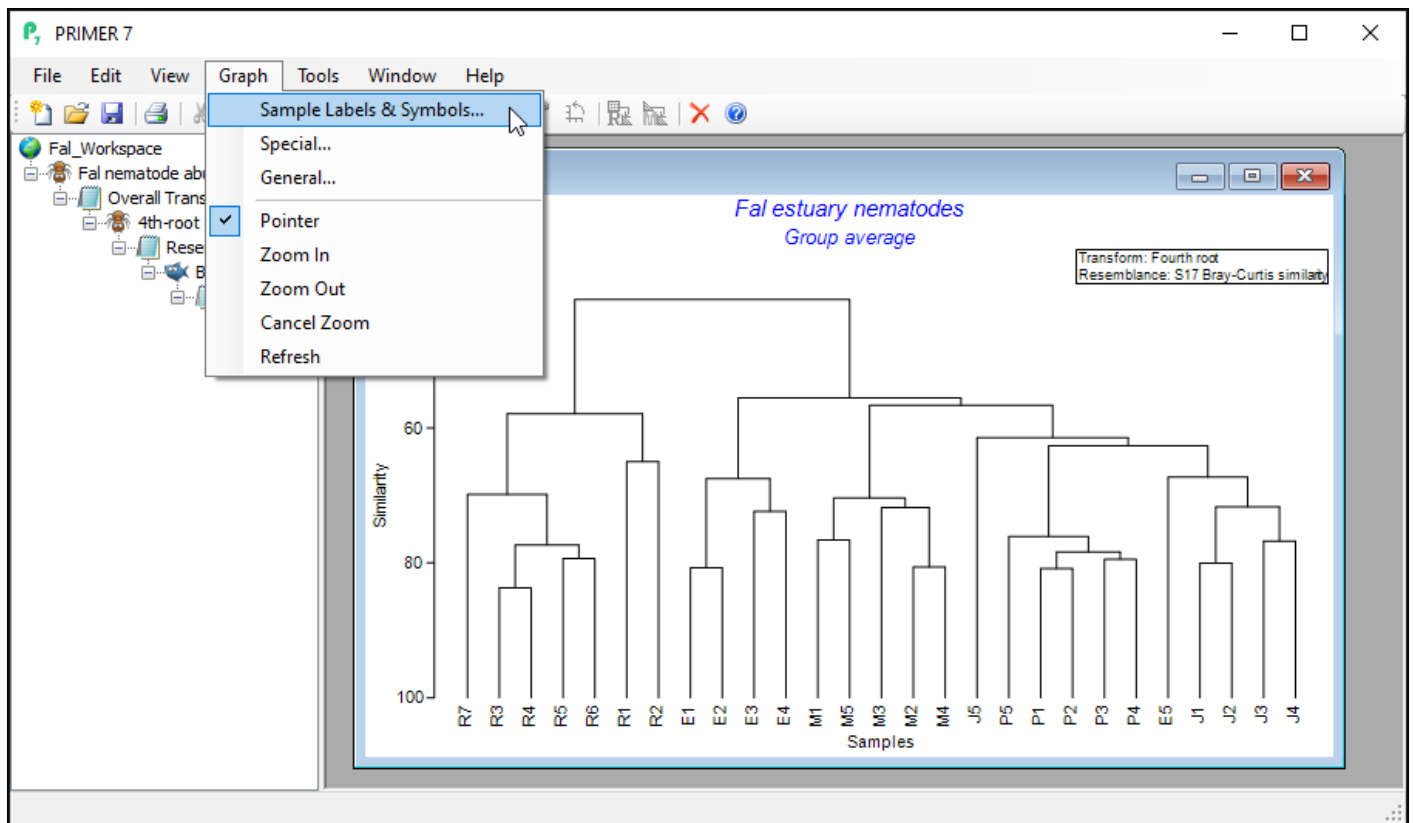 PRIMER 7
File Edit View Graph Tools Window Help
Sample Labels & Symbols...
Special...
General...
Pointer
Zoom In
Zoom Out
Cancel Zoom
Refresh
Fal_Workspace
Fal nematode ab
Overall Trans
4th-root
Rese
B
Fal estuary nematodes
Group average
Transform: Fourth root
Resemblance: S17 Bray-Curtis similarity
60
80
100
Similarity
R7 R3 R4 R5 R6 R1 R2 E1 E2 E3 E4 M1 M5 M3 M2 M4 J5 P5 P1 P2 P3 P4 E5 J1 J2 J3 J4
Samples